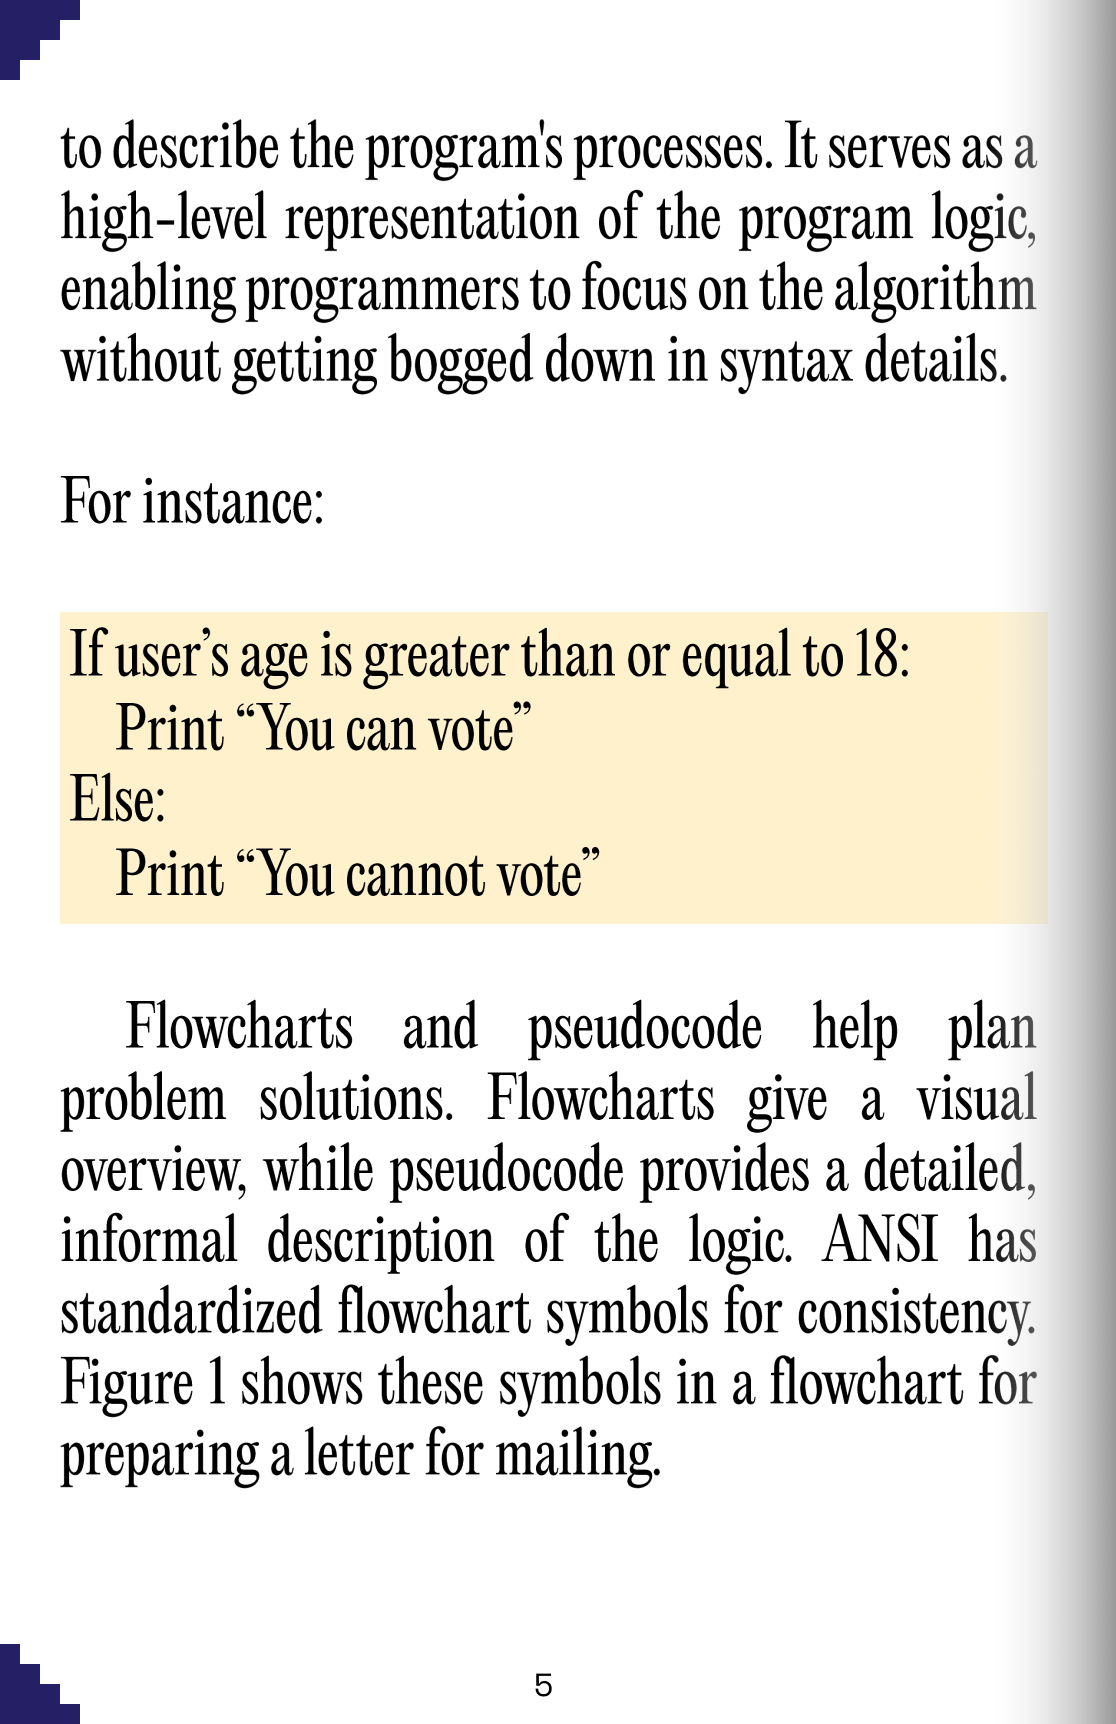 to describe the program's processes. It serves as a
high-level representation of the program logic,
enabling programmers to focus on the algorithm
without getting bogged down in syntax details.
For instance:
If user’s age is greater than or equal to 18:
Print “You can vote”
Else:
Print “You cannot vote”
Flowcharts and pseudocode help plan
problem solutions. Flowcharts give a visual
overview, while pseudocode provides a detailed,
informal description of the logic. ANSI has
standardized flowchart symbols for consistency.
Figure 1 shows these symbols in a flowchart for
preparing a letter for mailing.
5